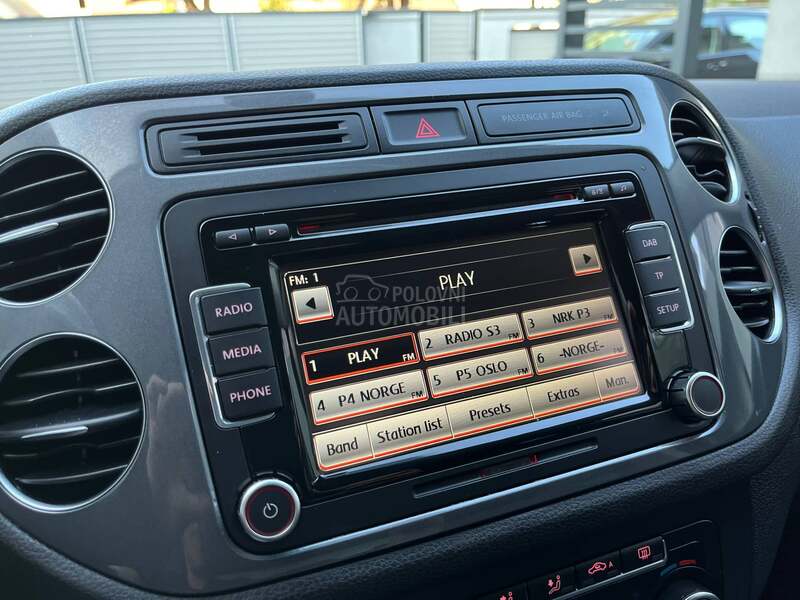 PASSENGER AIR BAG
FM: 1
PLAY
POLOVNI
AUTOMOBILI
RADIO
MEDIA
PHONE
DAB
TP
SETUP
1 PLAY FM
2 RADIO S3 FM
3 NRK P3
4 P4 NORGE FM
5 P5 OSLO FM
6 -NORGE- FM
Band
Station list
Presets
Extras
Man.
A